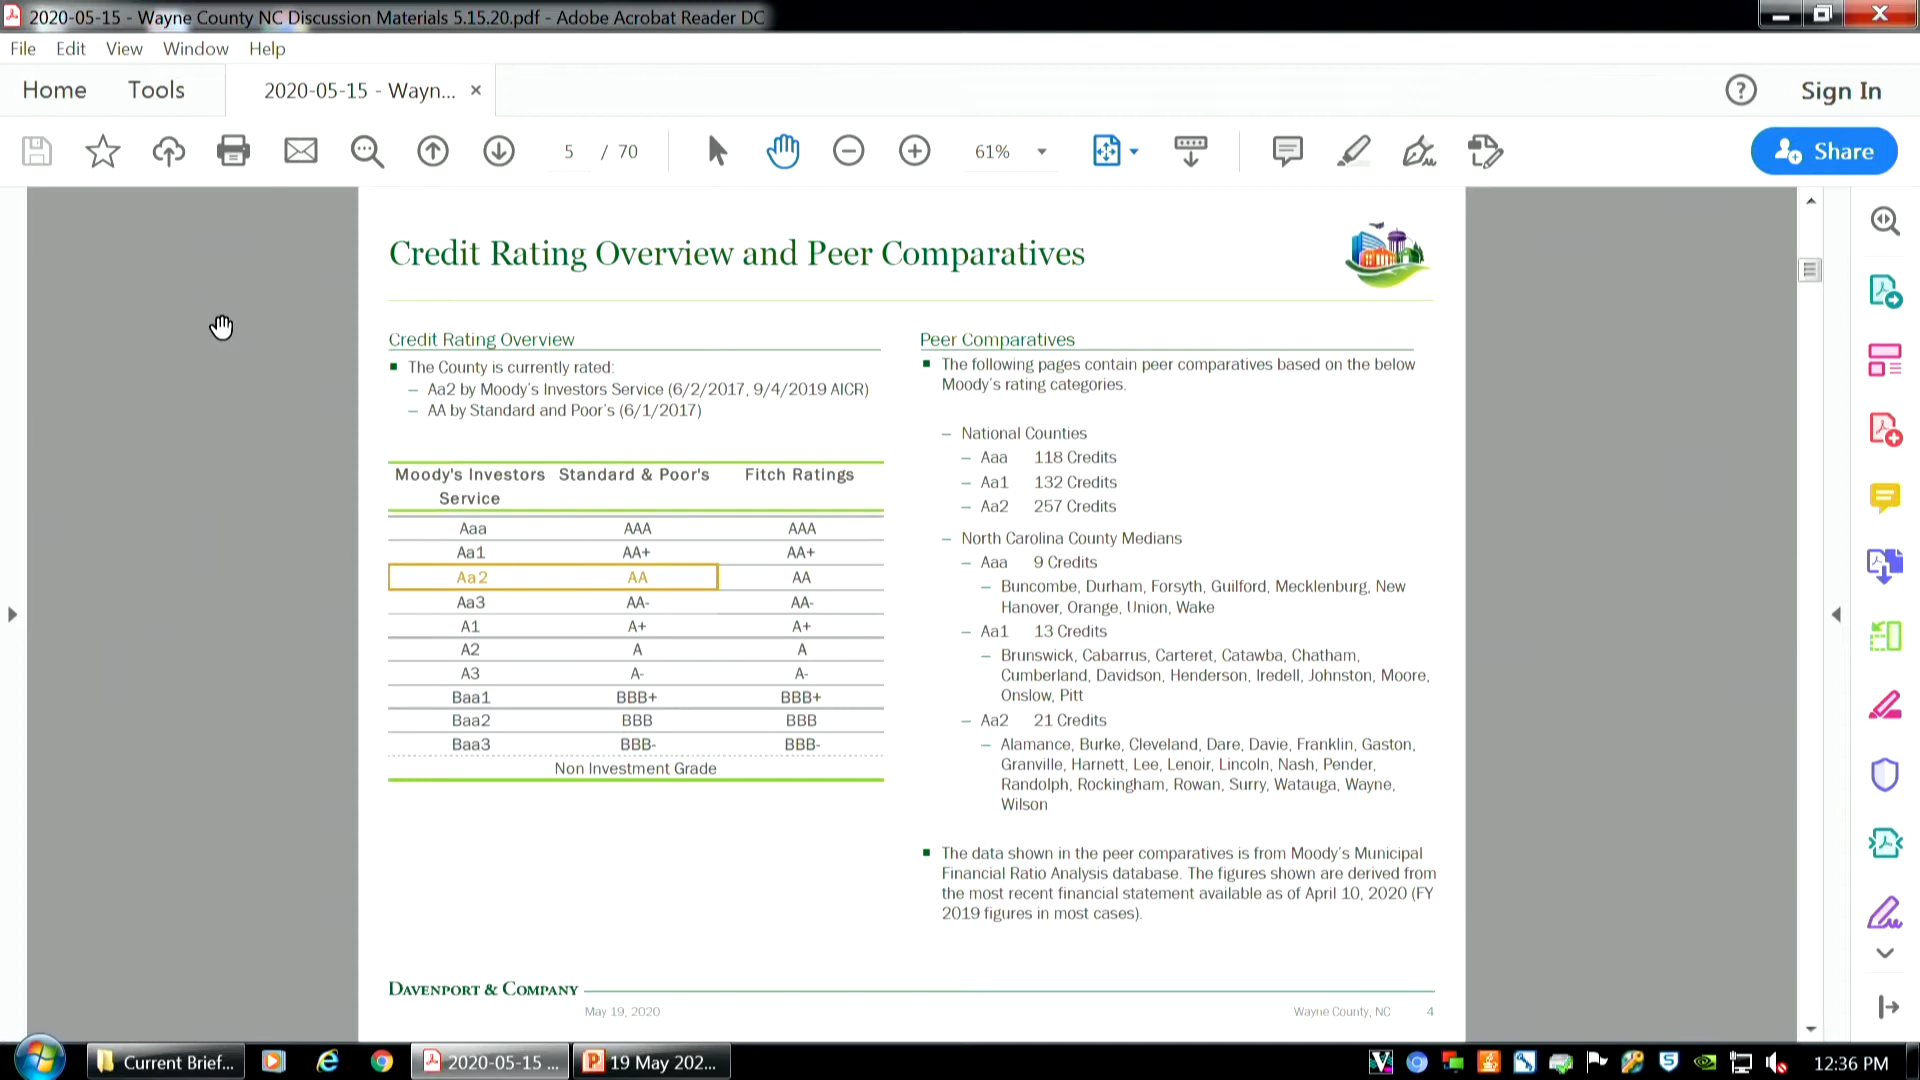 2020-05-15 - Wayne County NC Discussion Materials 5.15.20.pdf - Adobe Acrobat Reader DC
File Edit View Window Help
Home Tools 2020-05-15 - Wayn... × ? Sign In
5 / 70 61% Share
Credit Rating Overview and Peer Comparatives
Credit Rating Overview
■ The County is currently rated:
– Aa2 by Moody's Investors Service (6/2/2017, 9/4/2019 AICR)
– AA by Standard and Poor's (6/1/2017)
Moody's Investors Service Standard & Poor's Fitch Ratings
Aaa AAA AAA
Aa1 AA+ AA+
Aa2 AA AA
Aa3 AA- AA-
A1 A+ A+
A2 A A
A3 A- A-
Baa1 BBB+ BBB+
Baa2 BBB BBB
Baa3 BBB- BBB-
Non Investment Grade
Peer Comparatives
■ The following pages contain peer comparatives based on the below
Moody's rating categories.
– National Counties
– Aaa 118 Credits
– Aa1 132 Credits
– Aa2 257 Credits
– North Carolina County Medians
– Aaa 9 Credits
– Buncombe, Durham, Forsyth, Guilford, Mecklenburg, New
Hanover, Orange, Union, Wake
– Aa1 13 Credits
– Brunswick, Cabarrus, Carteret, Catawba, Chatham,
Cumberland, Davidson, Henderson, Iredell, Johnston, Moore,
Onslow, Pitt
– Aa2 21 Credits
– Alamance, Burke, Cleveland, Dare, Davie, Franklin, Gaston,
Granville, Harnett, Lee, Lenoir, Lincoln, Nash, Pender,
Randolph, Rockingham, Rowan, Surry, Watauga, Wayne,
Wilson
■ The data shown in the peer comparatives is from Moody's Municipal
Financial Ratio Analysis database. The figures shown are derived from
the most recent financial statement available as of April 10, 2020 (FY
2019 figures in most cases).
DAVENPORT & COMPANY
May 19, 2020 Wayne County, NC 4
Current Brief... 2020-05-15 ... 19 May 202... 12:36 PM